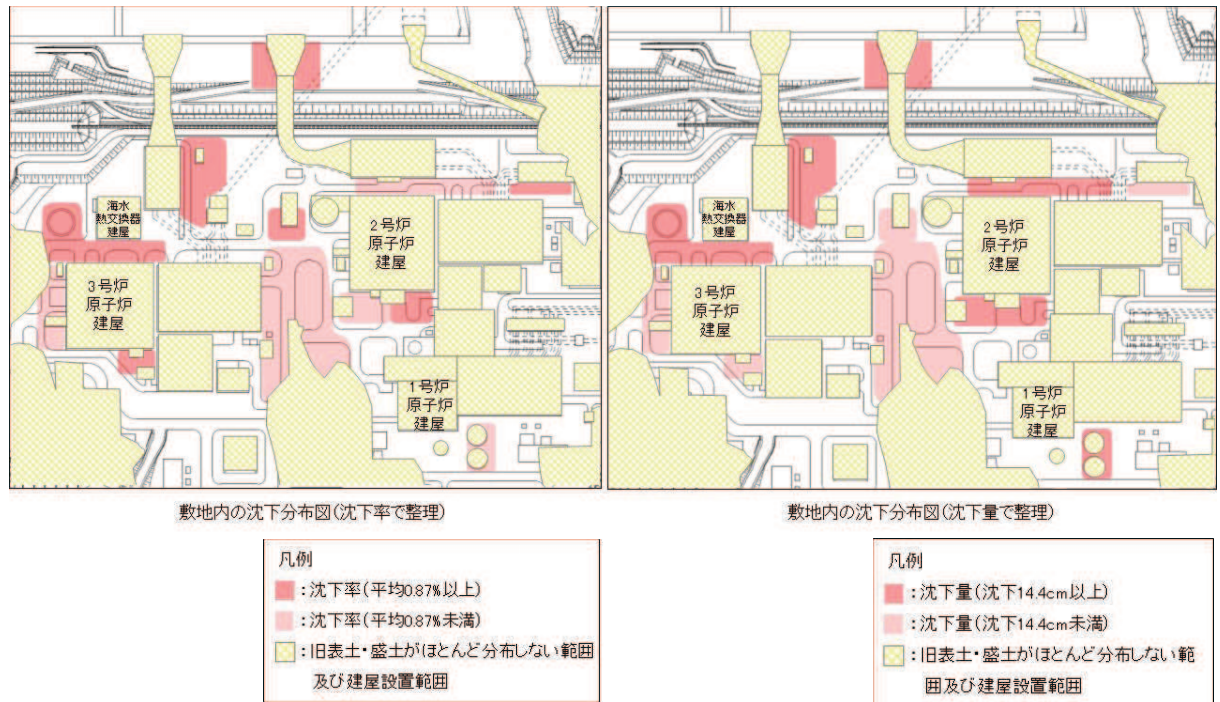 海水
熱交換器
建屋
2号炉
原子炉
建屋
3号炉
原子炉
建屋
1号炉
原子炉
建屋
敷地内の沈下分布図(沈下率で整理)
凡例
:沈下率(平均0.87%以上)
:沈下率(平均0.87%未満)
:旧表土・盛土がほとんど分布しない範囲
及び建屋設置範囲
海水
熱交換器
建屋
2号炉
原子炉
建屋
3号炉
原子炉
建屋
1号炉
原子炉
建屋
敷地内の沈下分布図(沈下量で整理)
凡例
:沈下量(沈下14.4cm以上)
:沈下量(沈下14.4cm未満)
:旧表土・盛土がほとんど分布しない範
囲及び建屋設置範囲